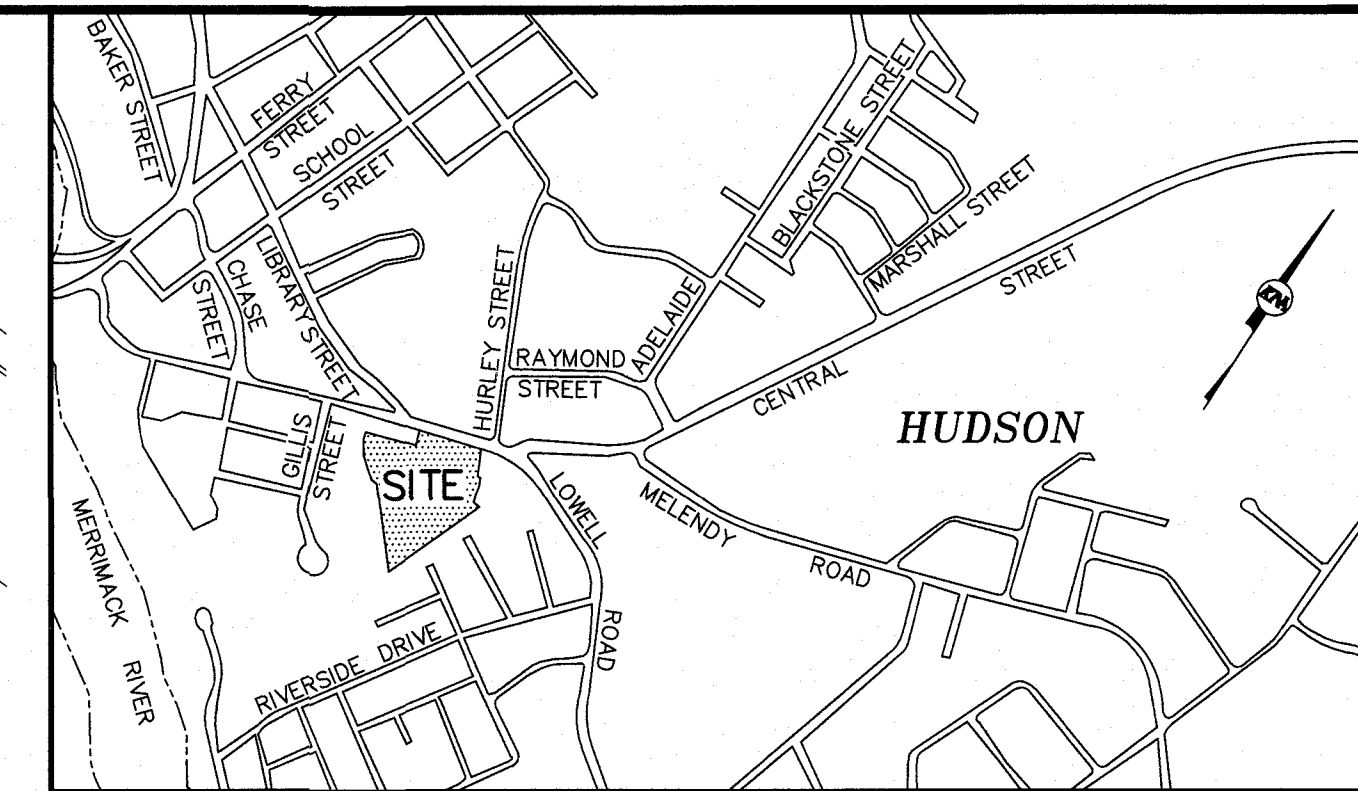 BAKER STREET
FERRY
STREET
SCHOOL
STREET
BLACKSTONE STREET
MARSHALL STREET
STREET
CHASE
STREET
LIBRARY STREET
HURLEY STREET
RAYMOND
STREET
ADELAIDE
CENTRAL
HUDSON
GILLIS
STREET
SITE
LOWELL
ROAD
MELENDY
ROAD
MERRIMACK
RIVER
RIVERSIDE DRIVE